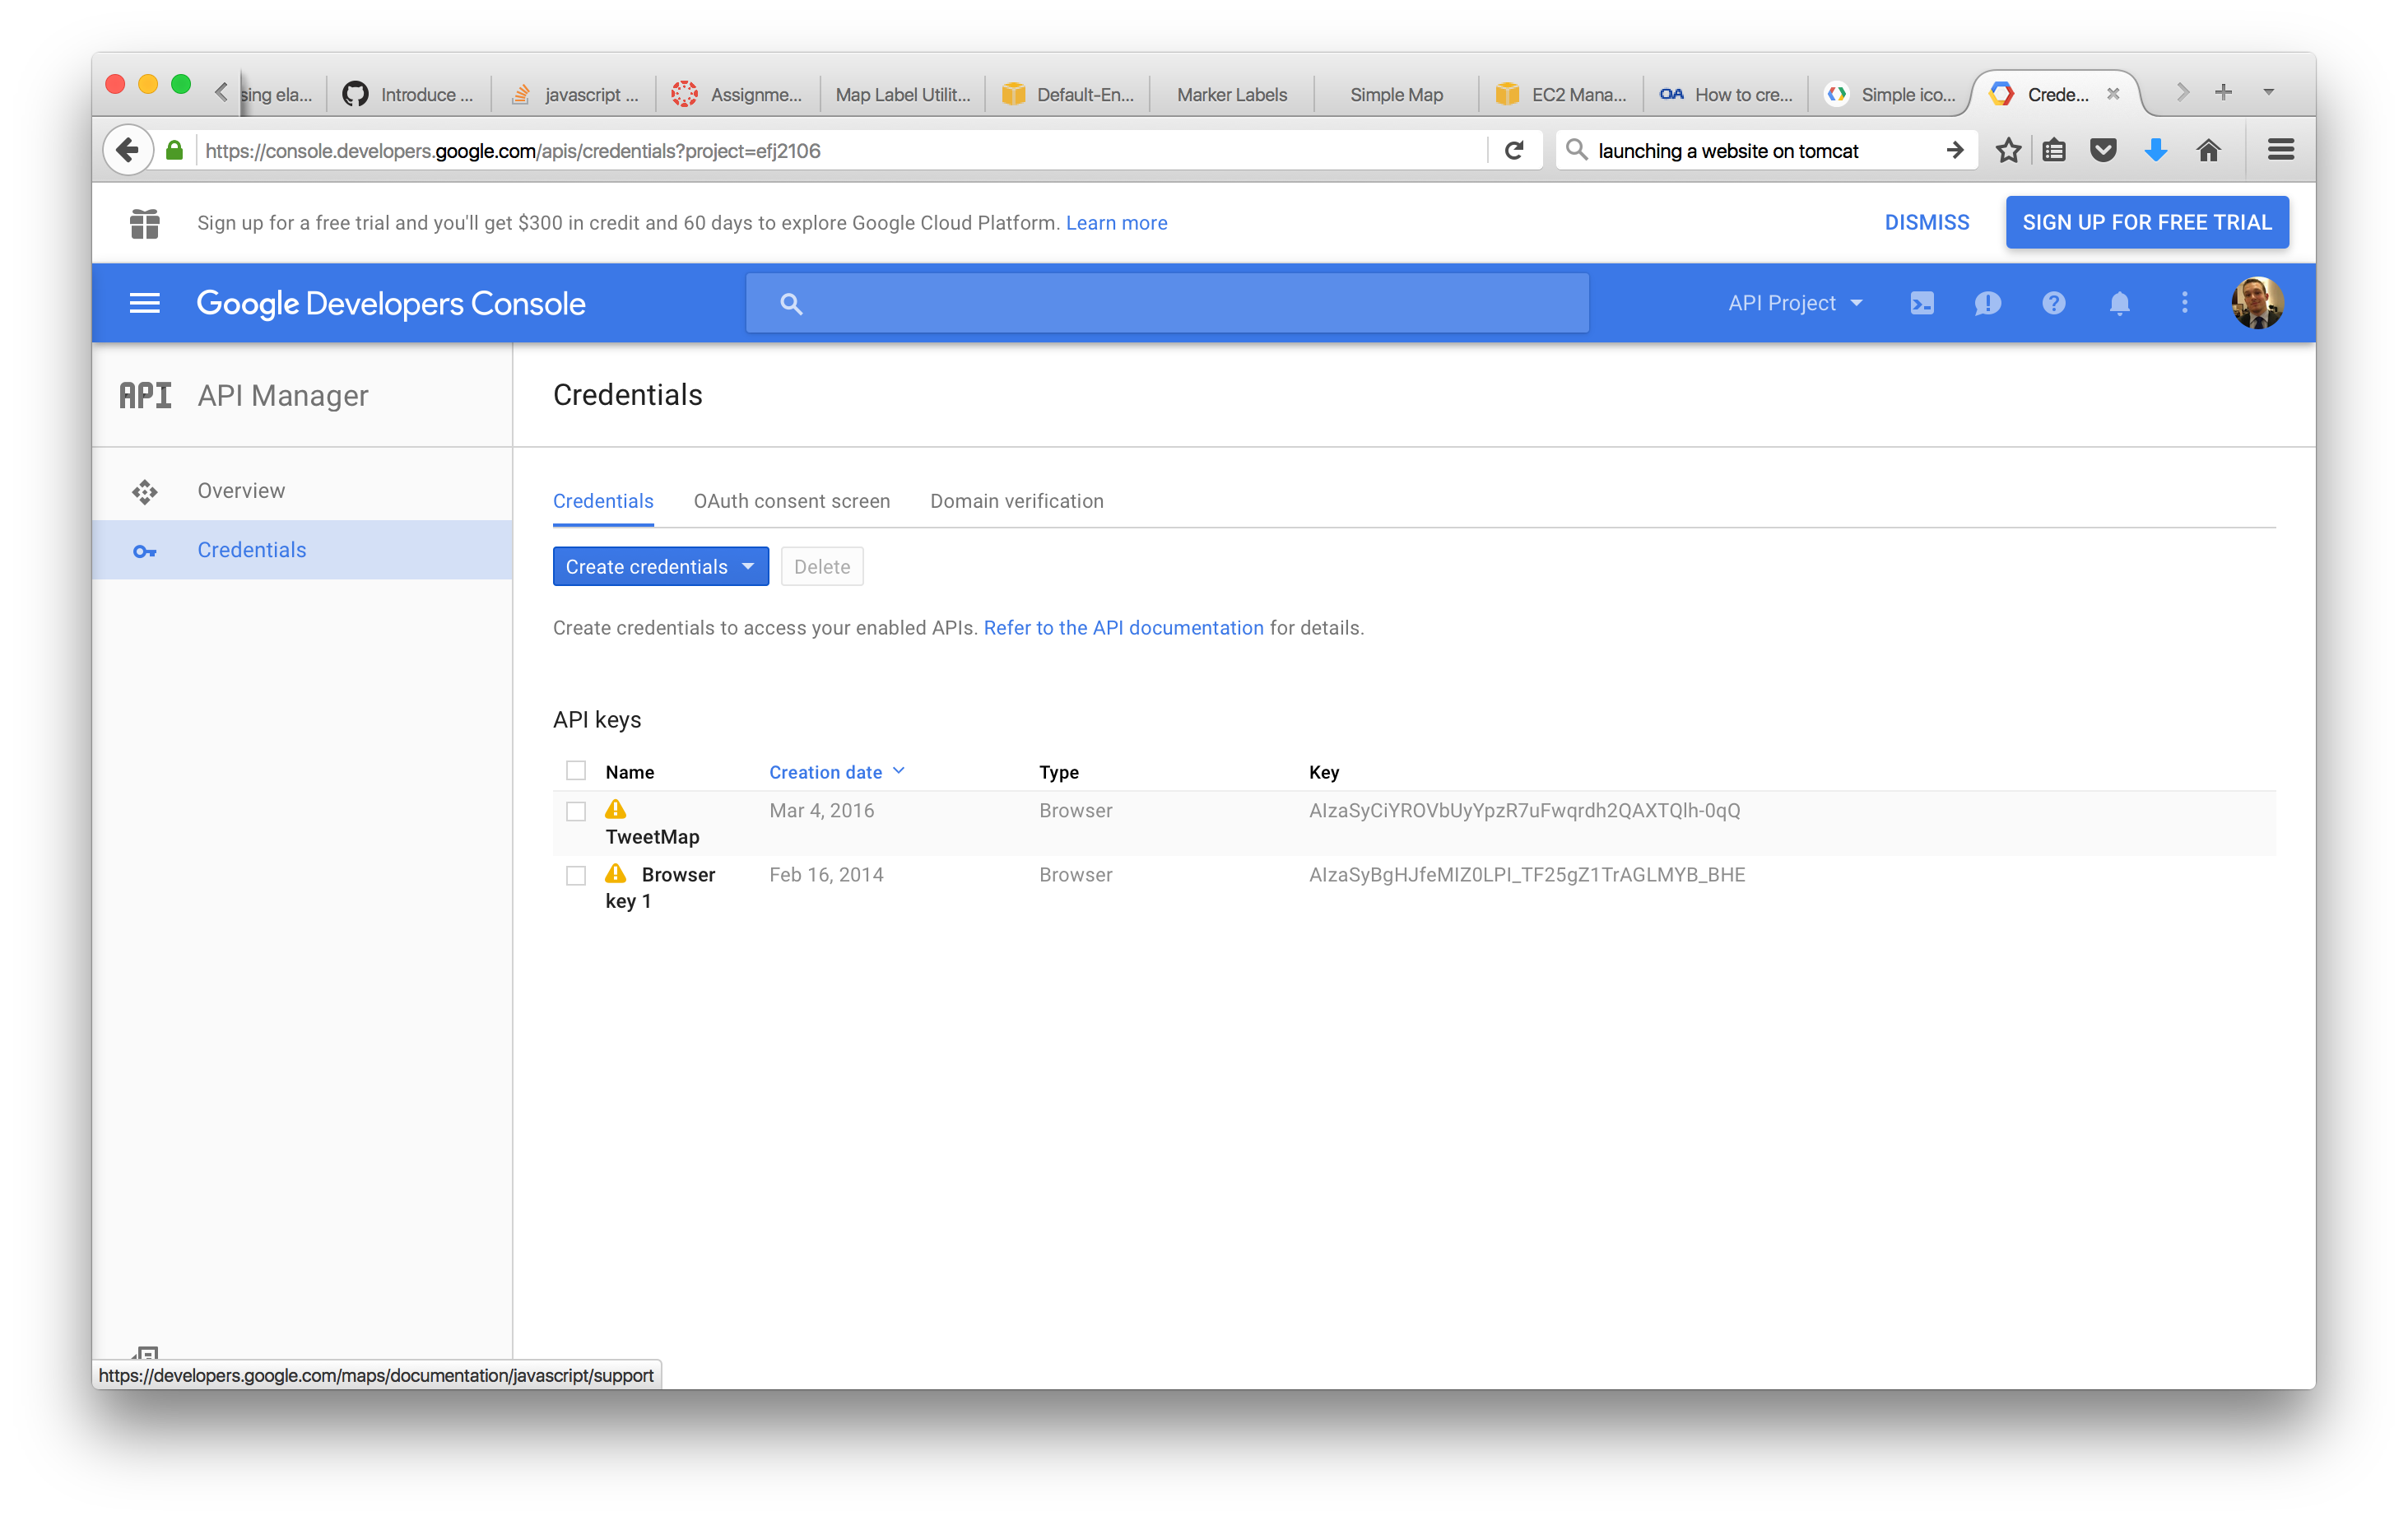 sing ela...
Introduce ...
javascript ...
Assignme...
Map Label Utilit...
Default-En...
Marker Labels
Simple Map
EC2 Mana...
OA How to cre...
Simple ico...
Crede...
https://console.developers.google.com/apis/credentials?project=efj2106
launching a website on tomcat
Sign up for a free trial and you'll get $300 in credit and 60 days to explore Google Cloud Platform. Learn more
DISMISS
SIGN UP FOR FREE TRIAL
Google Developers Console
API Project
API API Manager
Credentials
Overview
Credentials
Credentials OAuth consent screen Domain verification
Create credentials Delete
Create credentials to access your enabled APIs. Refer to the API documentation for details.
API keys
Name Creation date Type Key
TweetMap Mar 4, 2016 Browser AIzaSyCiYROVbUyYpzR7uFwqrdh2QAXTQlh-0qQ
Browser key 1 Feb 16, 2014 Browser AIzaSyBgHJfeMIZ0LPI_TF25gZ1TrAGLMYB_BHE
https://developers.google.com/maps/documentation/javascript/support